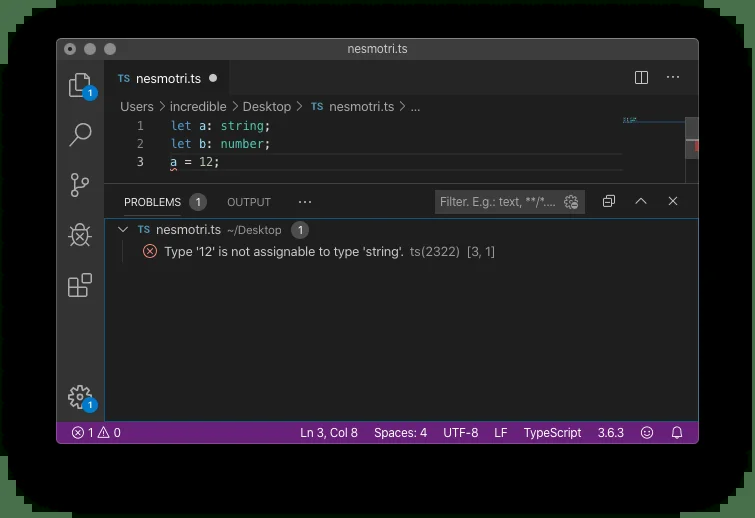 nesmotri.ts
TS nesmotri.ts
1
Users > incredible > Desktop > TS nesmotri.ts > ...
1 let a: string;
2 let b: number;
3 a = 12;
PROBLEMS 1 OUTPUT ... Filter. E.g.: text, **/*....
TS nesmotri.ts ~/Desktop 1
Type '12' is not assignable to type 'string'. ts(2322) [3, 1]
1
1 0 Ln 3, Col 8 Spaces: 4 UTF-8 LF TypeScript 3.6.3